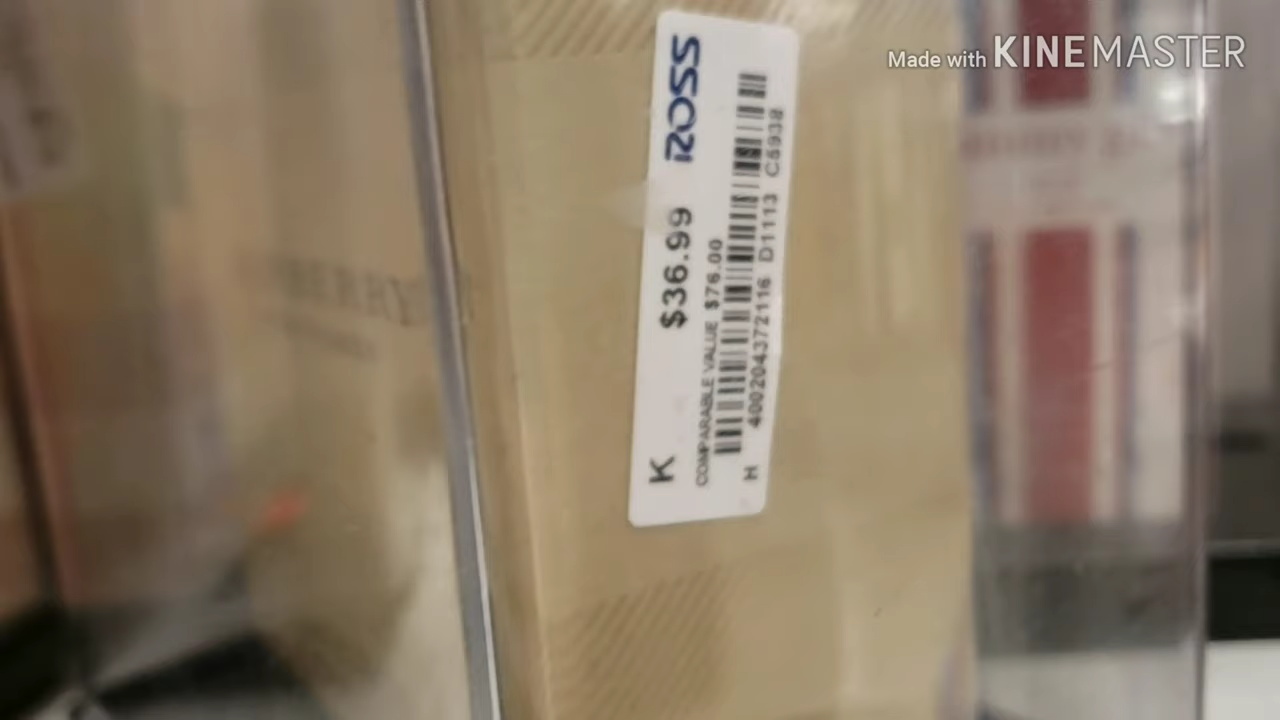 Made with KINEMASTER
ROSS
$36.99
K
COMPARABLE VALUE $76.00
400204372116 D1113 C5938
H